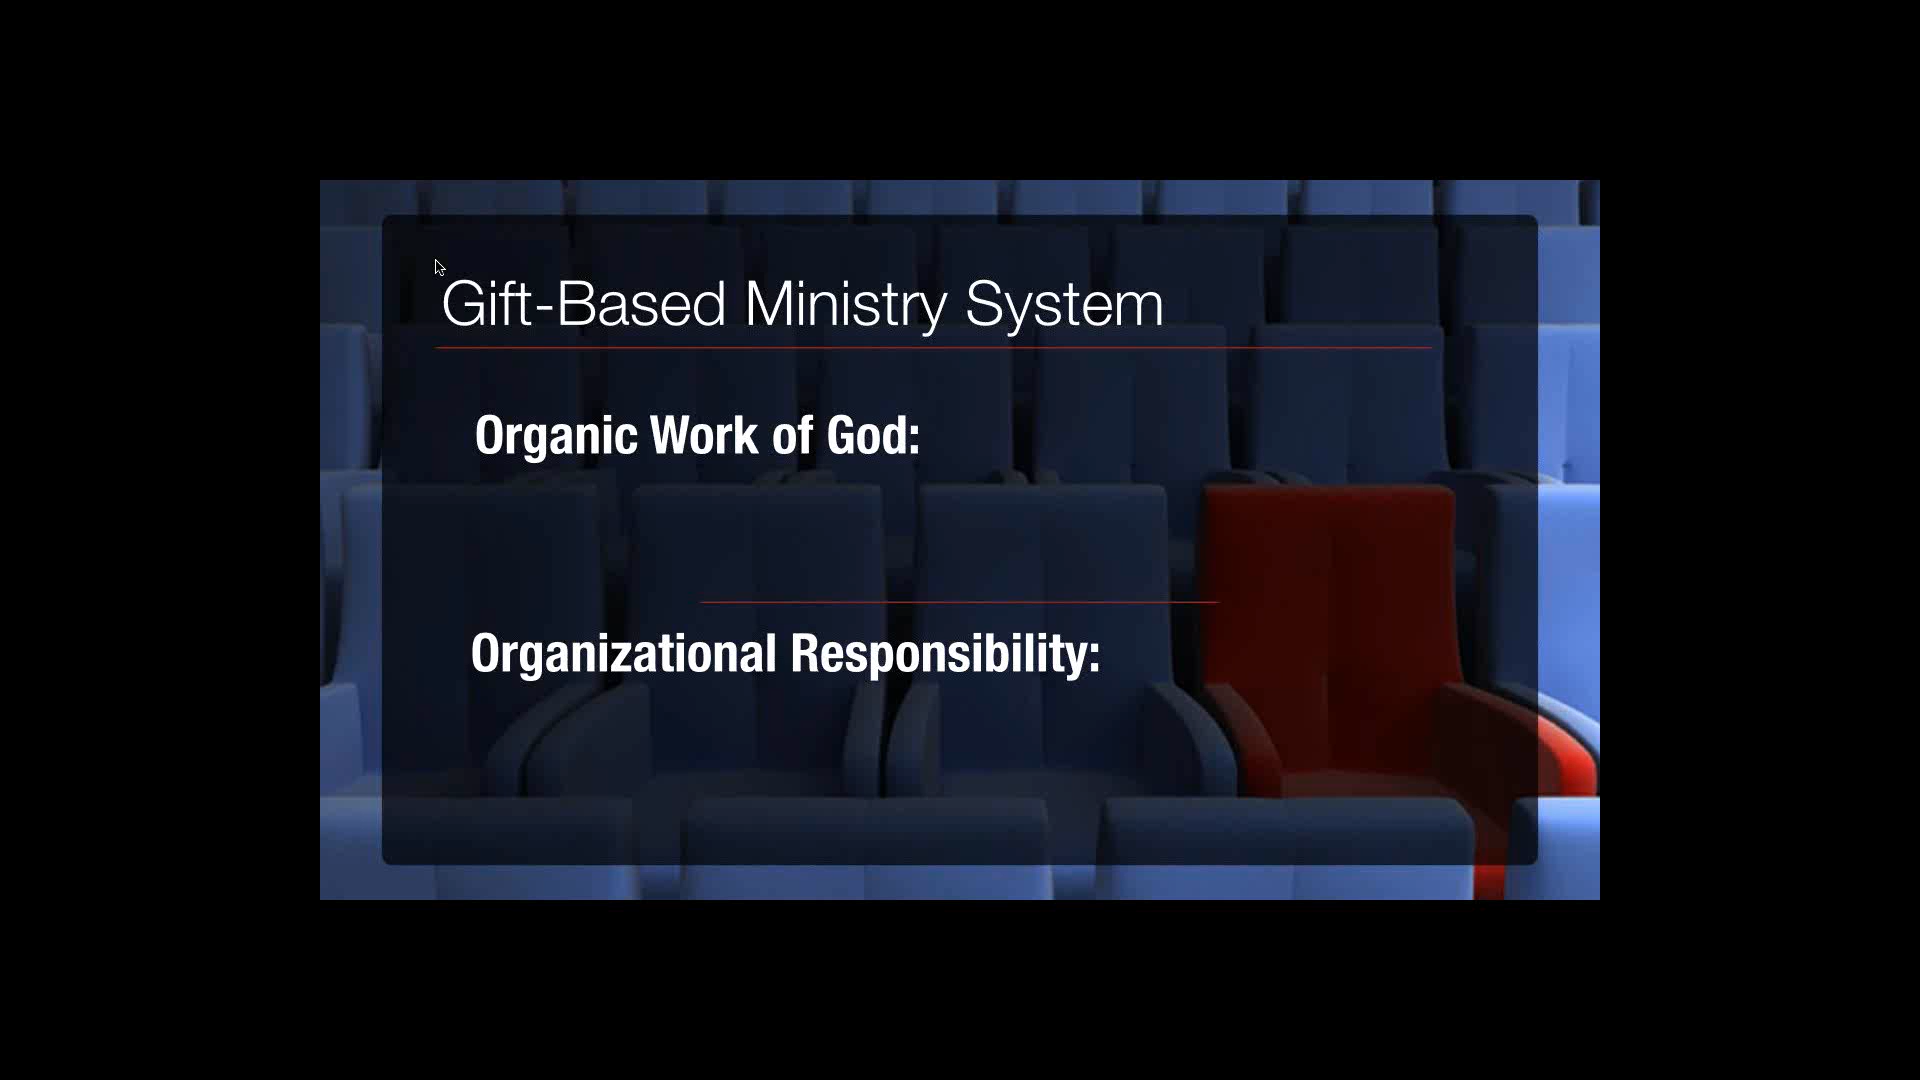 Gift-Based Ministry System
Organic Work of God:
Organizational Responsibility: